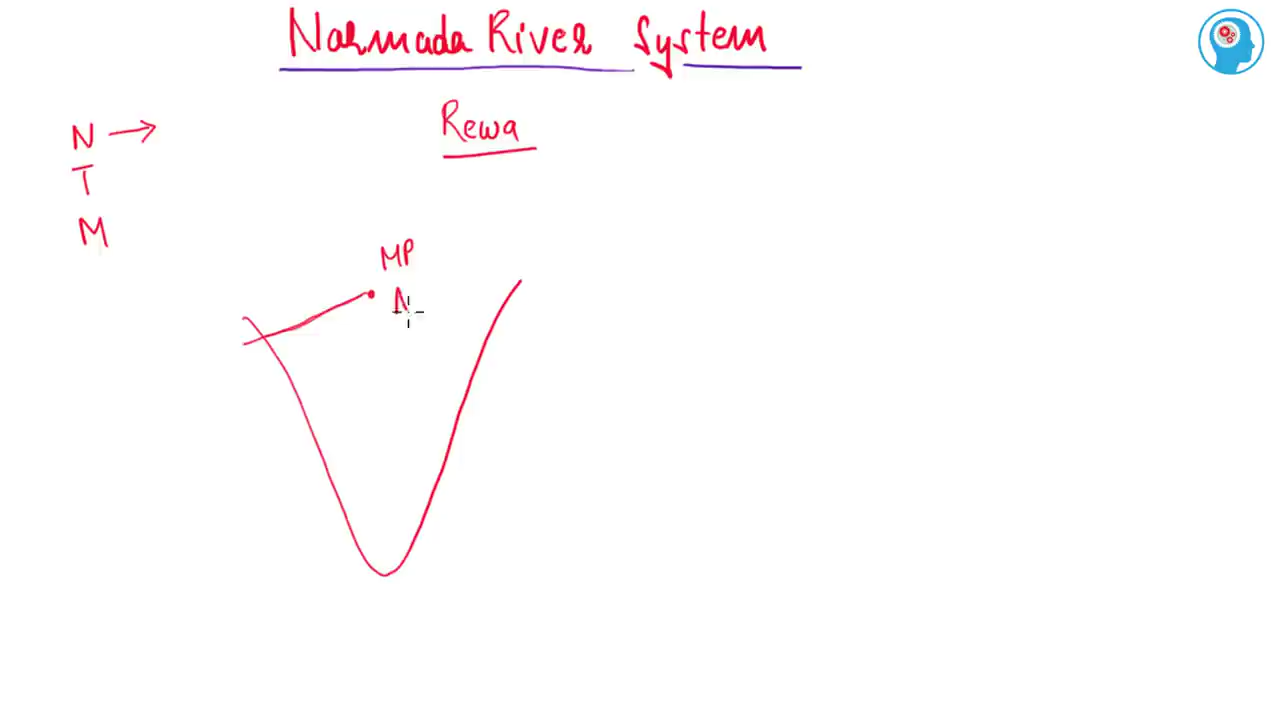 Narmada River System
Rewa
N →
T
M
MP